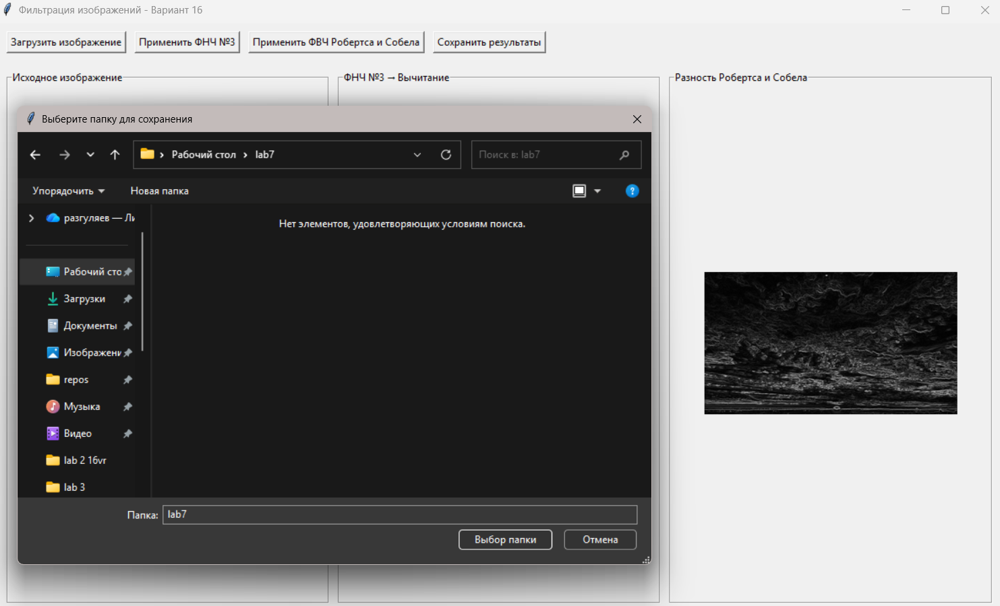 Фильтрация изображений - Вариант 16
Загрузить изображение
Применить ФНЧ №3
Применить ФВЧ Робертса и Собела
Сохранить результаты
Исходное изображение
ФНЧ №3 → Вычитание
Разность Робертса и Собела
Выберите папку для сохранения
Рабочий стол › lab7
Поиск в: lab7
Упорядочить
Новая папка
разгуляев — Ли
Нет элементов, удовлетворяющих условиям поиска.
Рабочий сто
Загрузки
Документы
Изображени
repos
Музыка
Видео
lab 2 16vr
lab 3
Папка: lab7
Выбор папки
Отмена